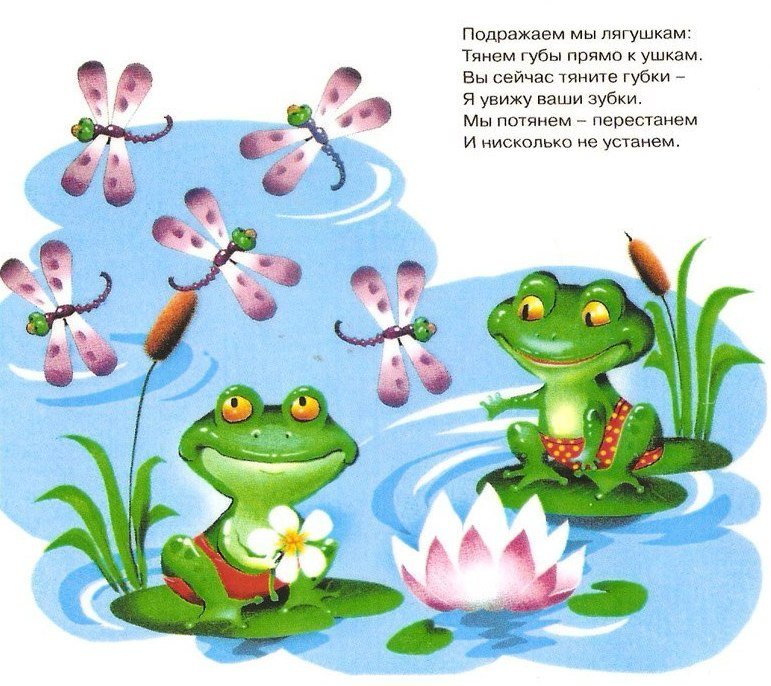 Подражаем мы лягушкам:
Тянем губы прямо к ушкам.
Вы сейчас тяните губки –
Я увижу ваши зубки.
Мы потянем – перестанем
И нисколько не устанем.